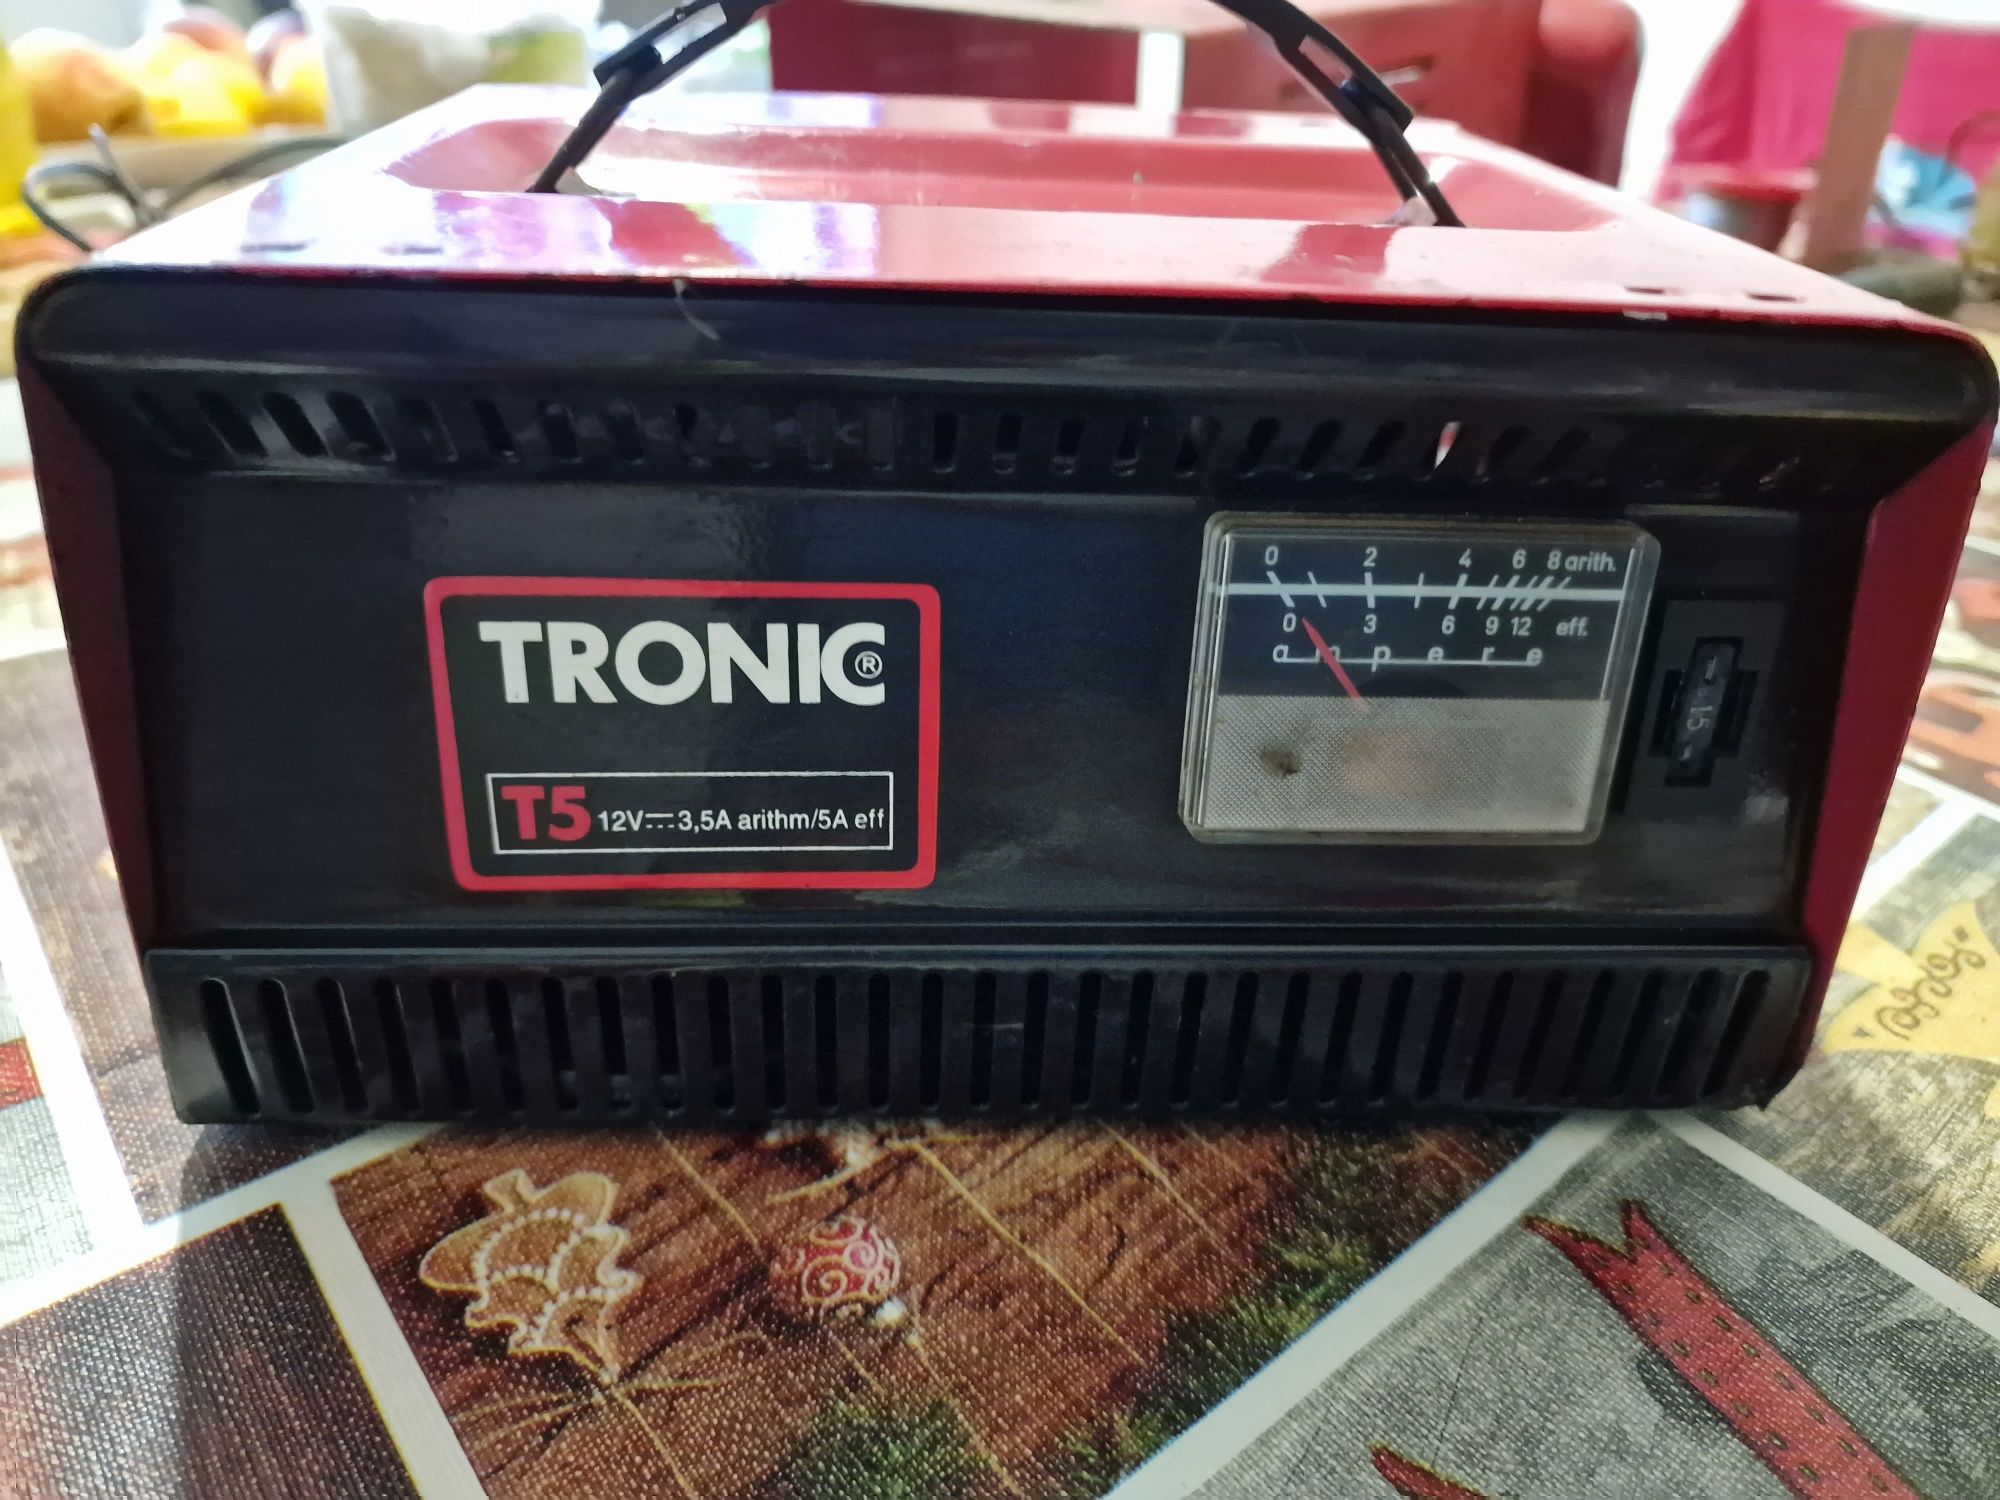 TRONIC®
T5 12V⎓3,5A arithm/5A eff
0 2 4 6 8 arith.
0 3 6 9 12 eff.
ampere
15